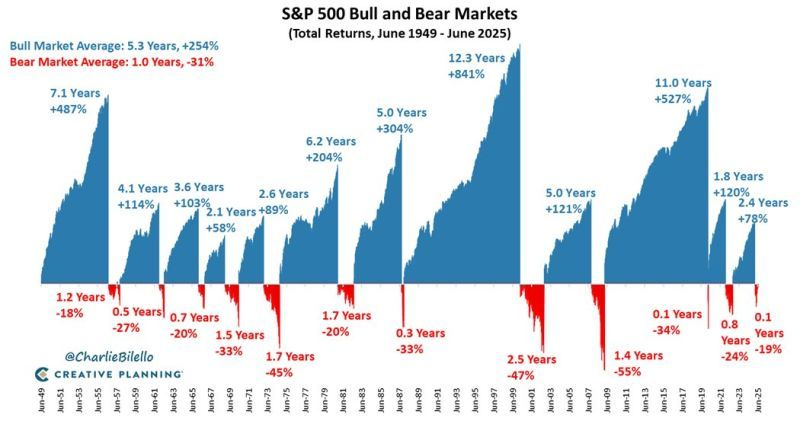 S&P 500 Bull and Bear Markets
(Total Returns, June 1949 - June 2025)
Bull Market Average: 5.3 Years, +254%
Bear Market Average: 1.0 Years, -31%
7.1 Years
+487%
4.1 Years
+114%
3.6 Years
+103%
2.1 Years
+58%
2.6 Years
+89%
6.2 Years
+204%
5.0 Years
+304%
12.3 Years
+841%
5.0 Years
+121%
11.0 Years
+527%
1.8 Years
+120%
2.4 Years
+78%
1.2 Years
-18%
0.5 Years
-27%
0.7 Years
-20%
1.5 Years
-33%
1.7 Years
-45%
1.7 Years
-20%
0.3 Years
-33%
2.5 Years
-47%
1.4 Years
-55%
0.1 Years
-34%
0.8
Years
-24%
0.1
Years
-19%
@CharlieBilello
CREATIVE PLANNING
Jun-49
Jun-51
Jun-53
Jun-55
Jun-57
Jun-59
Jun-61
Jun-63
Jun-65
Jun-67
Jun-69
Jun-71
Jun-73
Jun-75
Jun-77
Jun-79
Jun-81
Jun-83
Jun-85
Jun-87
Jun-89
Jun-91
Jun-93
Jun-95
Jun-97
Jun-99
Jun-01
Jun-03
Jun-05
Jun-07
Jun-09
Jun-11
Jun-13
Jun-15
Jun-17
Jun-19
Jun-21
Jun-23
Jun-25